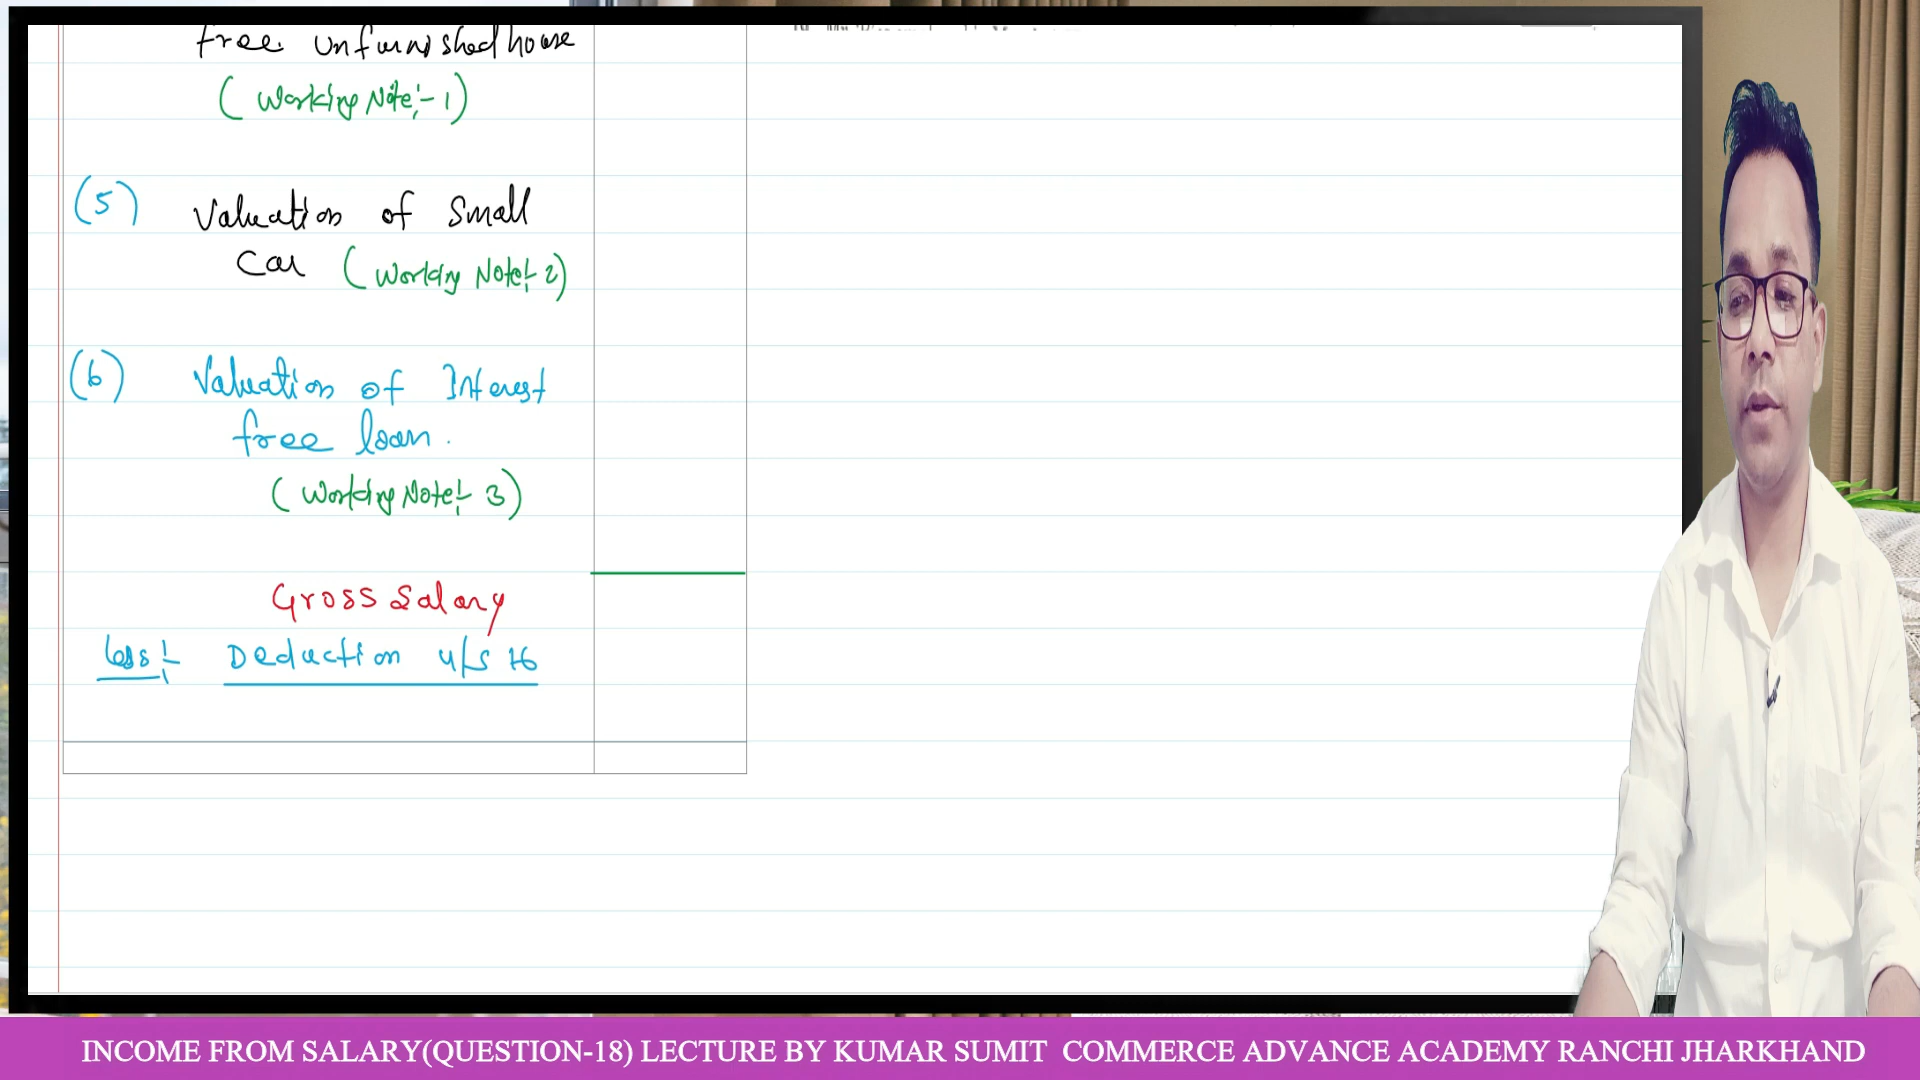 free unfurnished house
(Working Note:- 1)
(5) Valuation of Small
Car (Working Note:- 2)
(6) Valuation of Interest
free loan.
(Working Note:- 3)
Gross Salary
Less:- Deduction u/s 16
INCOME FROM SALARY(QUESTION-18) LECTURE BY KUMAR SUMIT COMMERCE ADVANCE ACADEMY RANCHI JHARKHAND